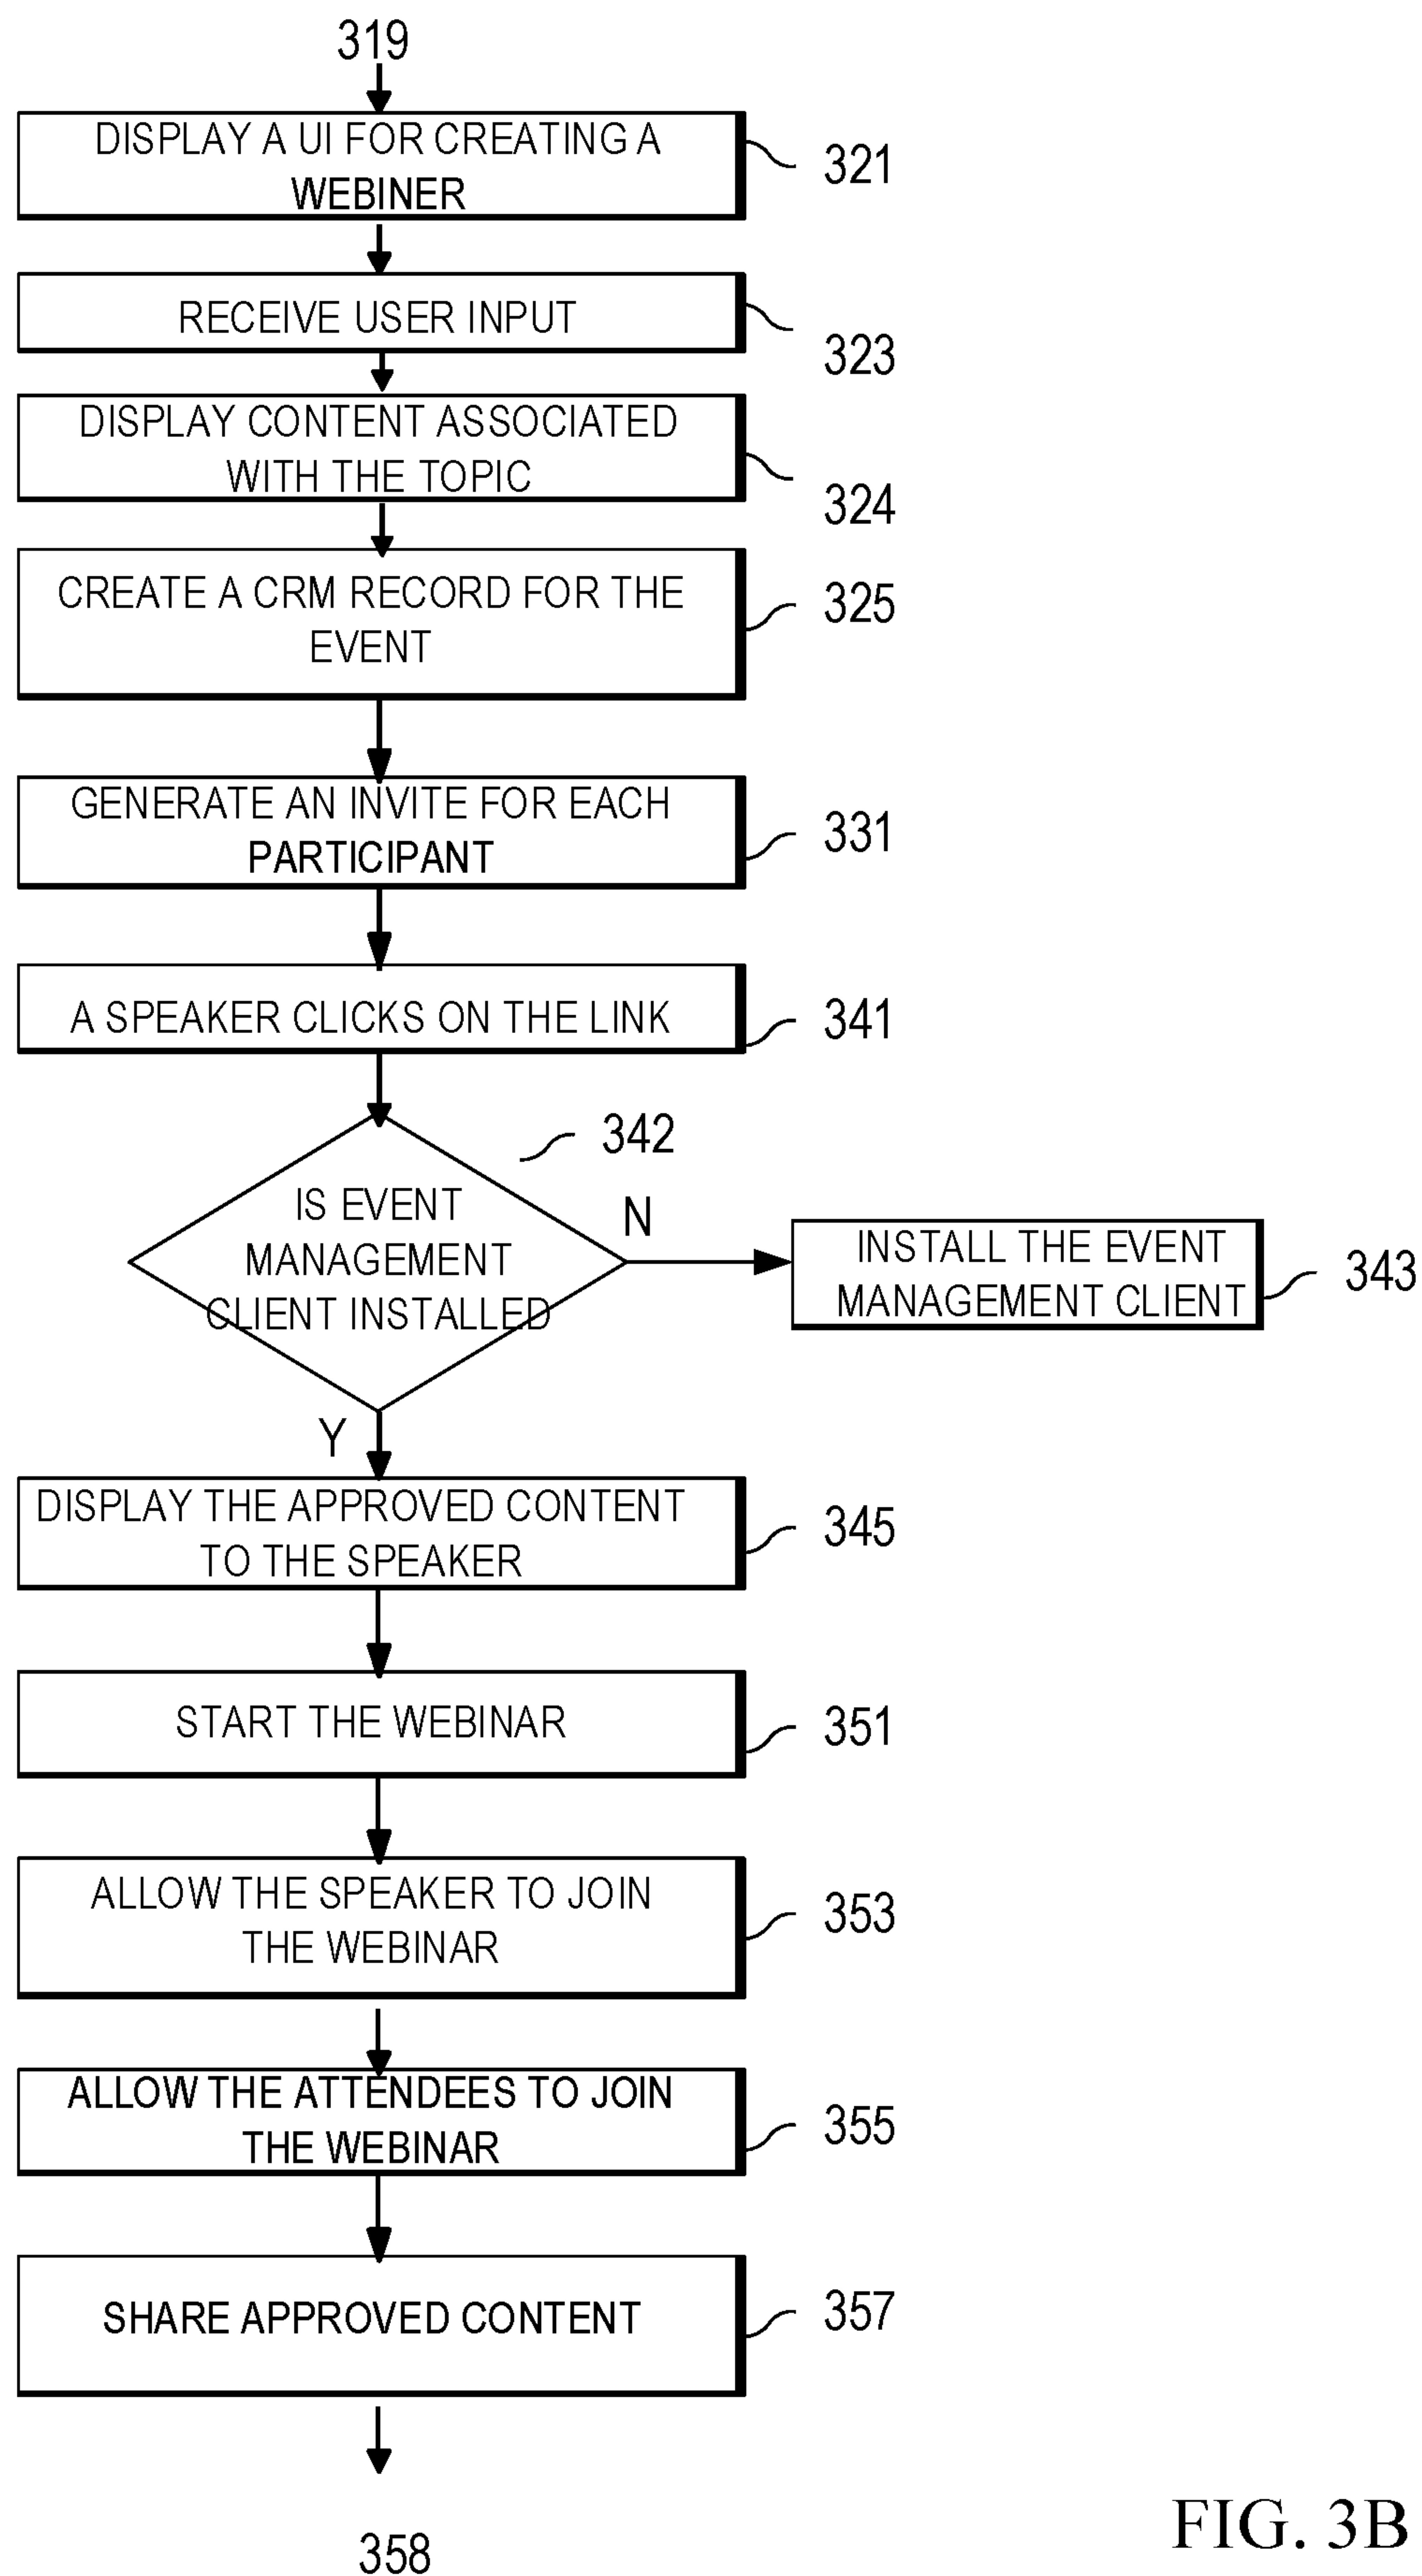 319
DISPLAY A UI FOR CREATING A
WEBINER
321
RECEIVE USER INPUT
323
DISPLAY CONTENT ASSOCIATED
WITH THE TOPIC
324
CREATE A CRM RECORD FOR THE
EVENT
325
GENERATE AN INVITE FOR EACH
PARTICIPANT
331
A SPEAKER CLICKS ON THE LINK
341
342
IS EVENT
MANAGEMENT
CLIENT INSTALLED
N
INSTALL THE EVENT
MANAGEMENT CLIENT
343
Y
DISPLAY THE APPROVED CONTENT
TO THE SPEAKER
345
START THE WEBINAR
351
ALLOW THE SPEAKER TO JOIN
THE WEBINAR
353
ALLOW THE ATTENDEES TO JOIN
THE WEBINAR
355
SHARE APPROVED CONTENT
357
358
FIG. 3B